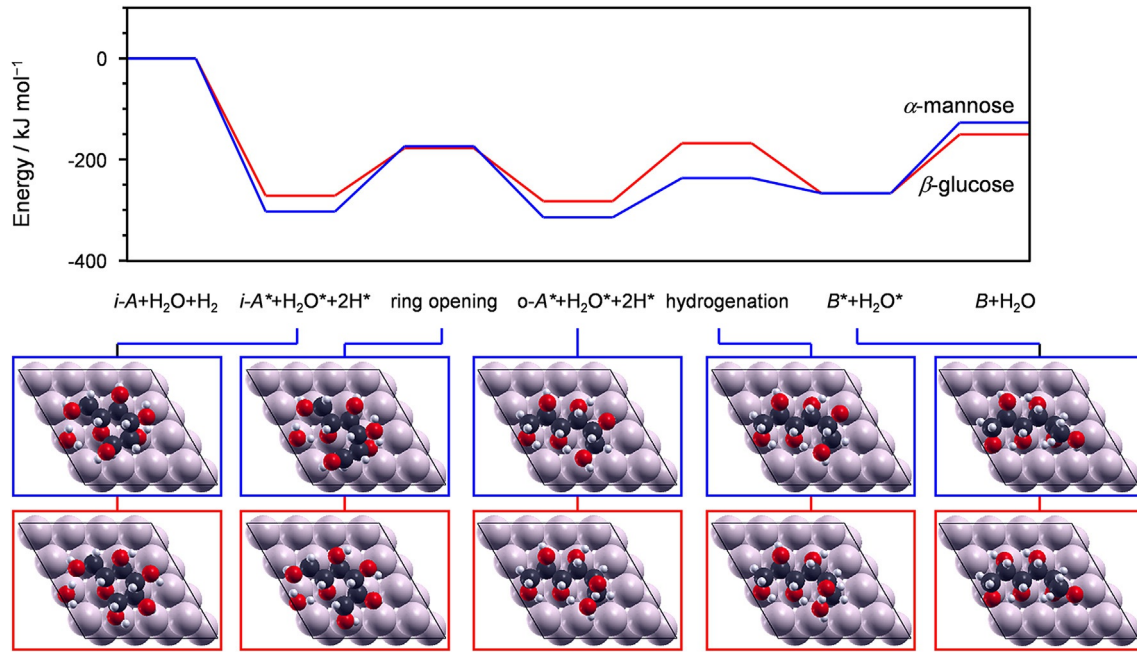 Energy / kJ mol⁻¹
0
-200
-400
α-mannose
β-glucose
i-A+H₂O+H₂ i-A*+H₂O*+2H* ring opening o-A*+H₂O*+2H* hydrogenation B*+H₂O* B+H₂O